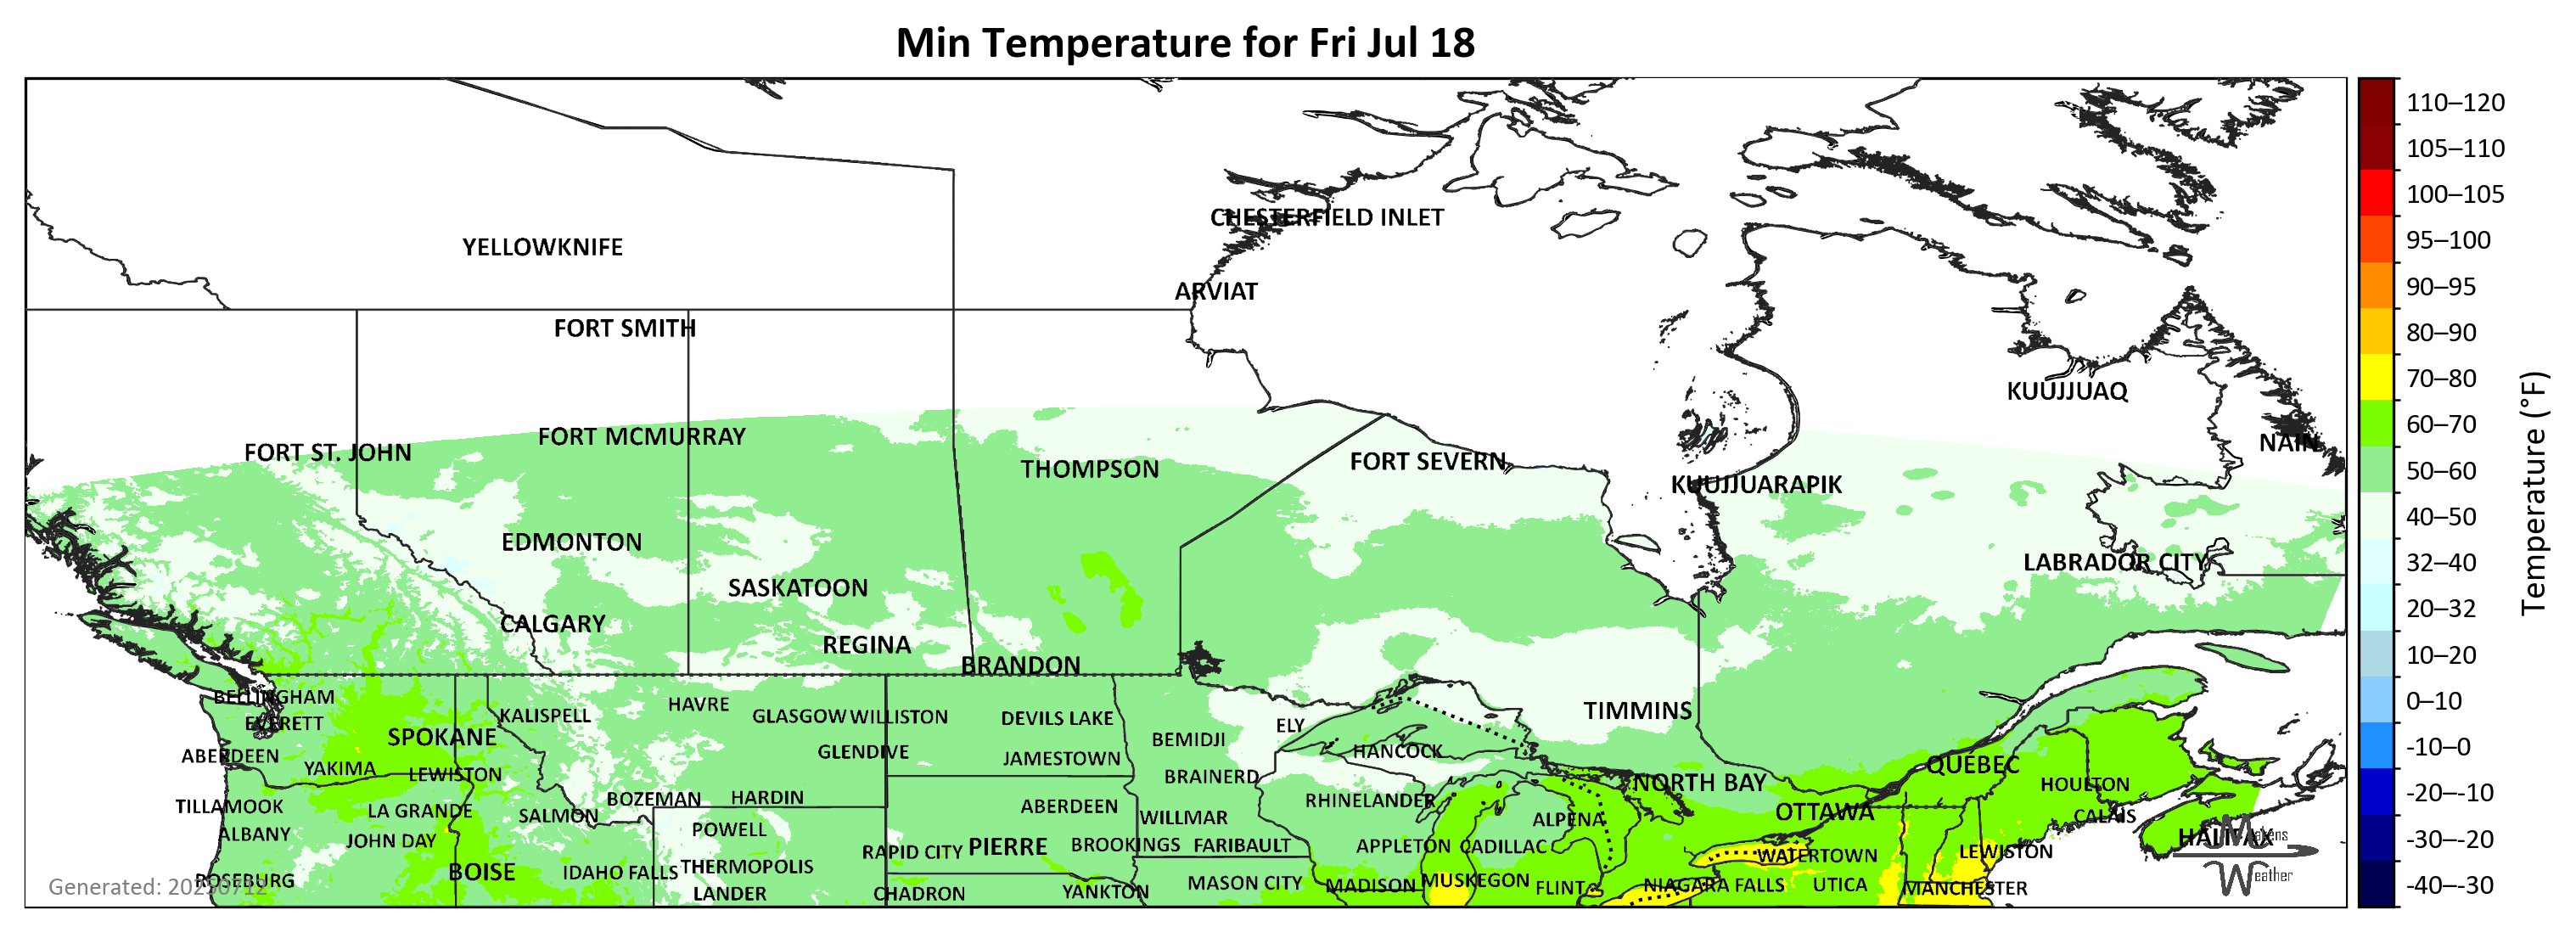 Min Temperature for Fri Jul 18
110–120
105–110
100–105
95–100
90–95
80–90
70–80
60–70
50–60
40–50
32–40
20–32
10–20
0–10
-10–0
-20–-10
-30–-20
-40–-30
Temperature (°F)
CHESTERFIELD INLET
YELLOWKNIFE
ARVIAT
FORT SMITH
KUUJJUAQ
FORT MCMURRAY
NAIN
FORT ST. JOHN
FORT SEVERN
THOMPSON
KUUJJUARAPIK
EDMONTON
LABRADOR CITY
SASKATOON
CALGARY
REGINA
BRANDON
BELLINGHAM
HAVRE
TIMMINS
KALISPELL
GLASGOW
WILLISTON
DEVILS LAKE
EVERETT
ELY
SPOKANE
BEMIDJI
HANCOCK
GLENDIVE
ABERDEEN
JAMESTOWN
QUÉBEC
YAKIMA
LEWISTON
BRAINERD
NORTH BAY
HOULTON
BOZEMAN
HARDIN
RHINELANDER
TILLAMOOK
LA GRANDE
ABERDEEN
OTTAWA
SALMON
WILLMAR
CALAIS
ALPENA
POWELL
ALBANY
HALIFAX
Makens
JOHN DAY
PIERRE
BROOKINGS
FARIBAULT
APPLETON
CADILLAC
RAPID CITY
LEWISTON
WATERTOWN
THERMOPOLIS
BOISE
IDAHO FALLS
Weather
ROSEBURG
MUSKEGON
MASON CITY
MADISON
NIAGARA FALLS
UTICA
FLINT
MANCHESTER
Generated: 20250712
LANDER
CHADRON
YANKTON